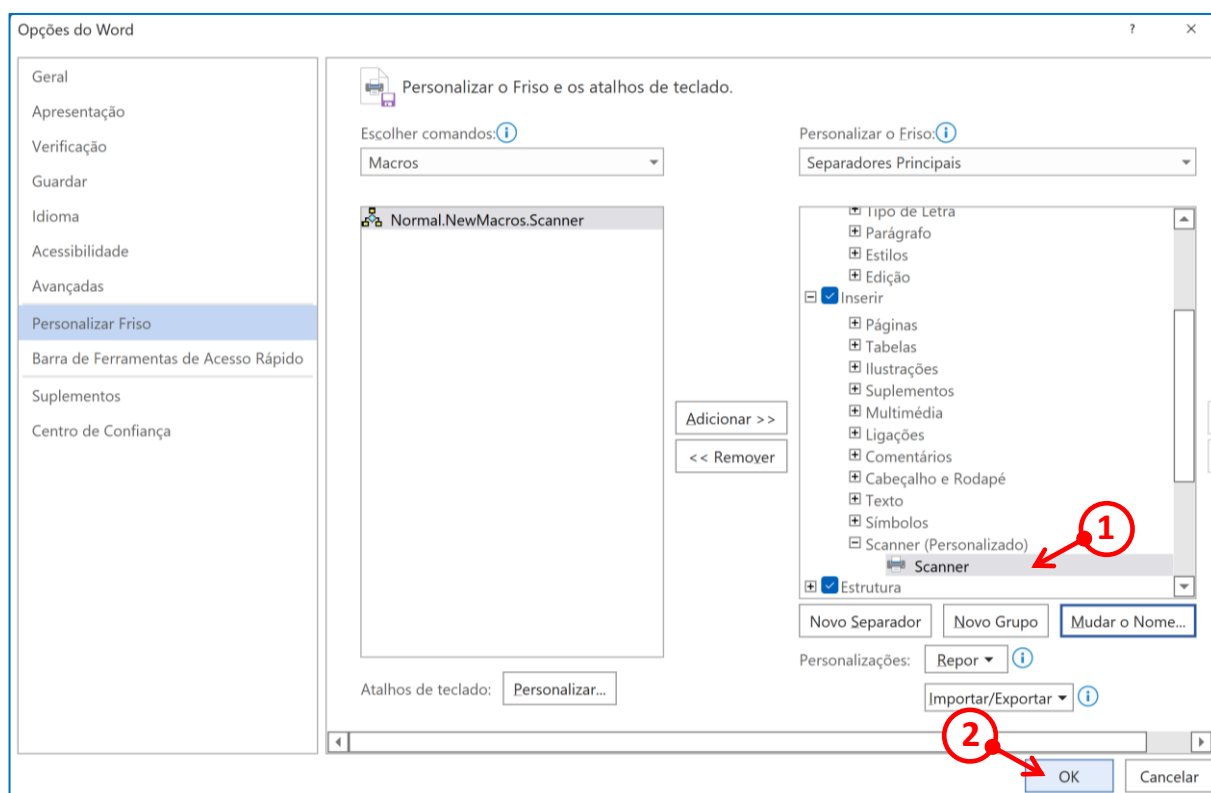 Opções do Word
?
Geral
Apresentação
Verificação
Guardar
Idioma
Acessibilidade
Avançadas
Personalizar Friso
Barra de Ferramentas de Acesso Rápido
Suplementos
Centro de Confiança
Personalizar o Friso e os atalhos de teclado.
Escolher comandos:
Macros
Normal.NewMacros.Scanner
Adicionar >>
<< Remover
Atalhos de teclado: Personalizar...
Personalizar o Friso:
Separadores Principais
Tipo de Letra
Parágrafo
Estilos
Edição
Inserir
Páginas
Tabelas
Ilustrações
Suplementos
Multimédia
Ligações
Comentários
Cabeçalho e Rodapé
Texto
Símbolos
Scanner (Personalizado)
1
Scanner
Estrutura
Novo Separador Novo Grupo Mudar o Nome...
Personalizações: Repor
Importar/Exportar
2
OK Cancelar